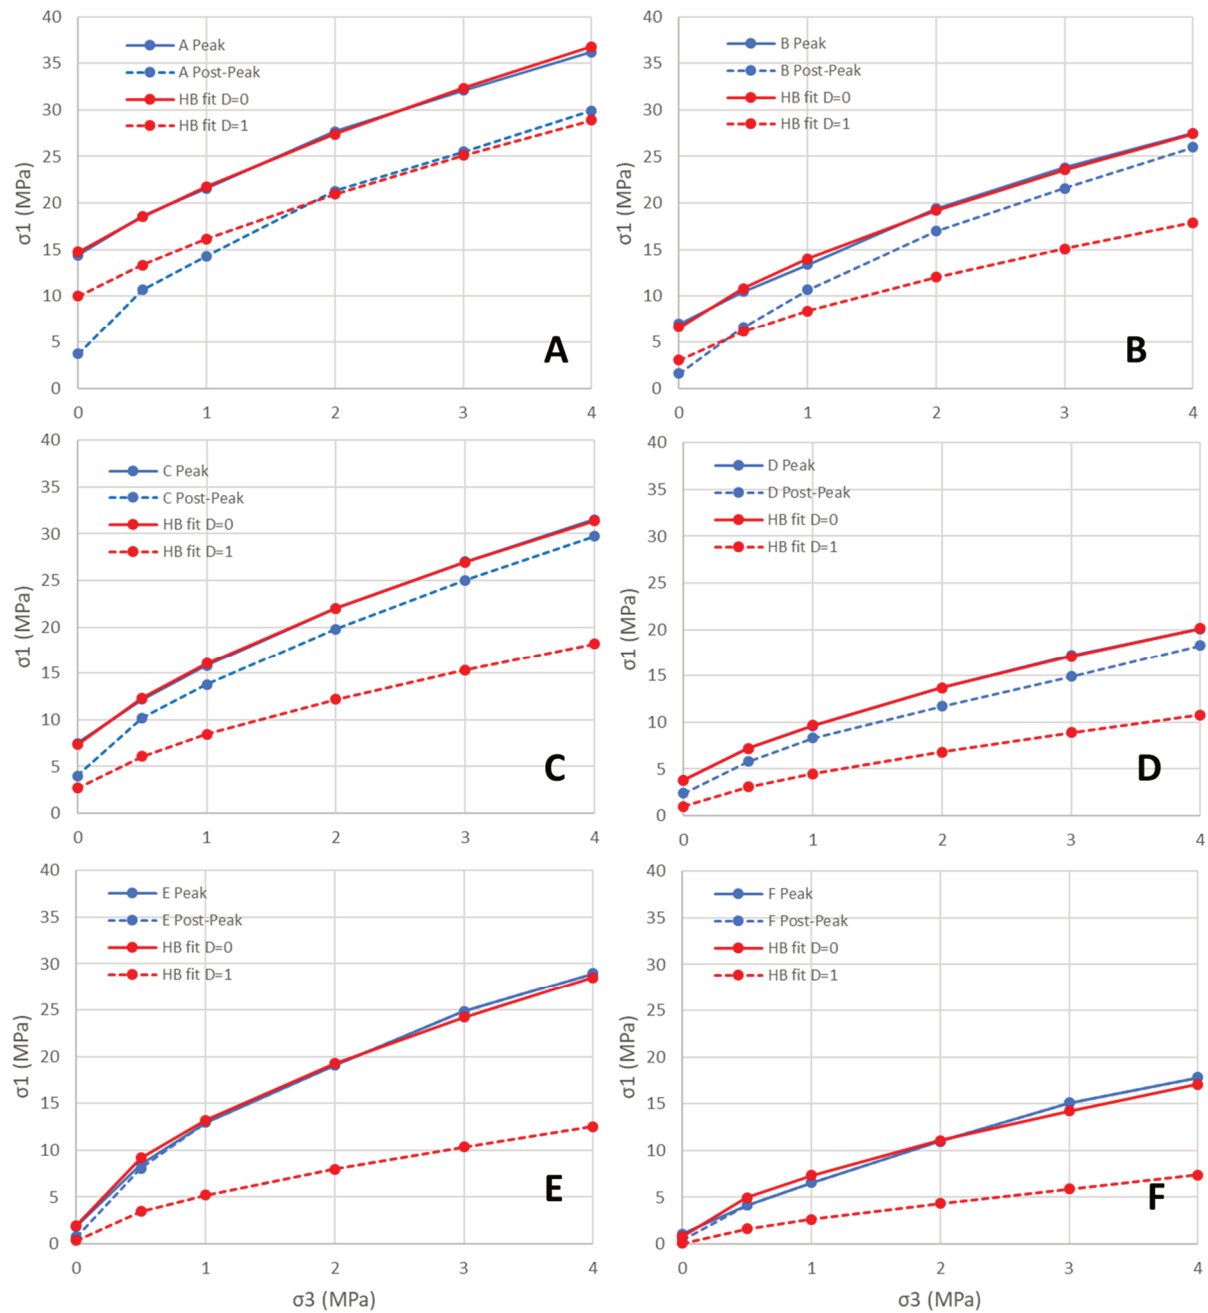 40
35
30
25
20
15
10
5
0
σ1 (MPa)
A Peak
A Post-Peak
HB fit D=0
HB fit D=1
A
0 1 2 3 4
40
35
30
25
20
15
10
5
0
σ1 (MPa)
B Peak
B Post-Peak
HB fit D=0
HB fit D=1
B
0 1 2 3 4
40
35
30
25
20
15
10
5
0
σ1 (MPa)
C Peak
C Post-Peak
HB fit D=0
HB fit D=1
C
0 1 2 3 4
40
35
30
25
20
15
10
5
0
σ1 (MPa)
D Peak
D Post-Peak
HB fit D=0
HB fit D=1
D
0 1 2 3 4
40
35
30
25
20
15
10
5
0
σ1 (MPa)
E Peak
E Post-Peak
HB fit D=0
HB fit D=1
E
0 1 2 3 4
σ3 (MPa)
40
35
30
25
20
15
10
5
0
σ1 (MPa)
F Peak
F Post-Peak
HB fit D=0
HB fit D=1
F
0 1 2 3 4
σ3 (MPa)